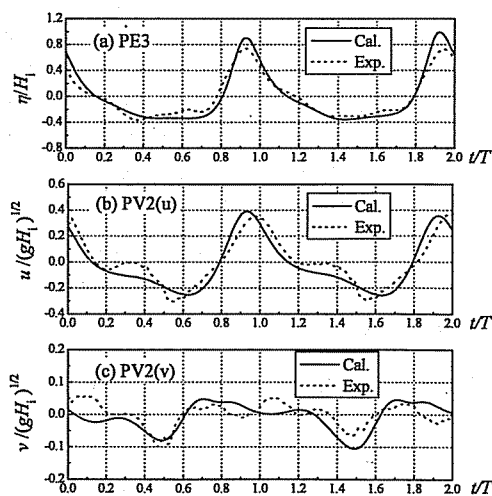 1.2
0.8
0.4
0.0
-0.4
-0.8
η/H₁
(a) PE3
Cal.
Exp.
0.0 0.2 0.4 0.6 0.8 1.0 1.2 1.4 1.6 1.8 2.0
t/T
0.6
0.4
0.2
0.0
-0.2
-0.4
u/(gH₁)^1/2
(b) PV2(u)
Cal.
Exp.
0.0 0.2 0.4 0.6 0.8 1.0 1.2 1.4 1.6 1.8 2.0
t/T
0.2
0.1
0.0
-0.1
-0.2
v/(gH₁)^1/2
(c) PV2(v)
Cal.
Exp.
0.0 0.2 0.4 0.6 0.8 1.0 1.2 1.4 1.6 1.8 2.0
t/T